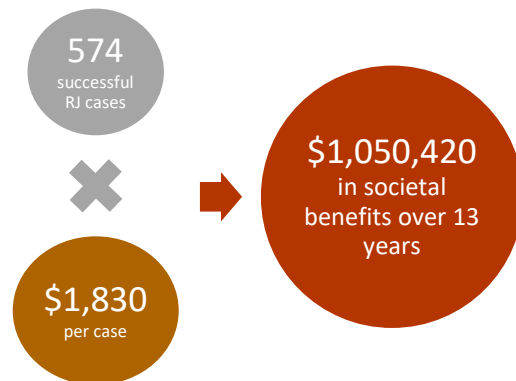 574
successful
RJ cases
$1,830
per case
$1,050,420
in societal
benefits over 13
years